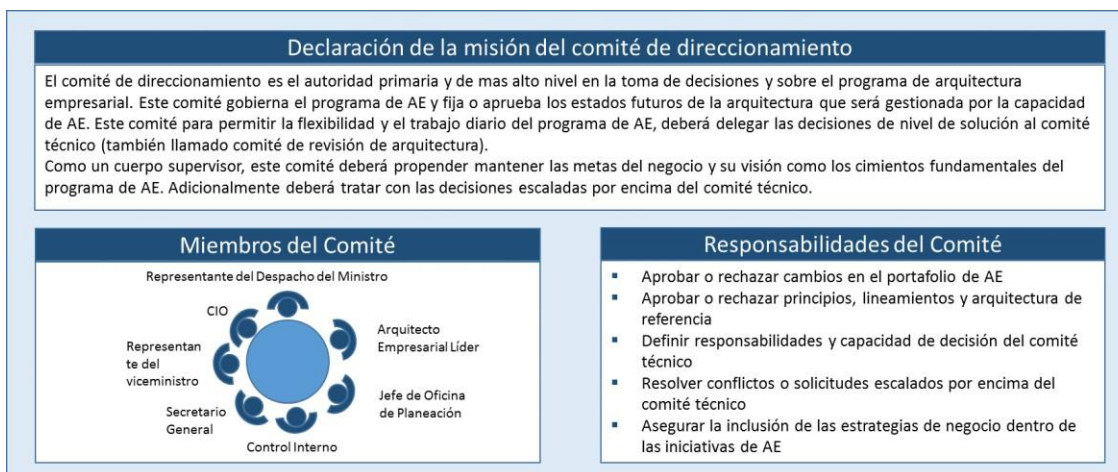 Declaración de la misión del comité de direccionamiento
El comité de direccionamiento es el autoridad primaria y de mas alto nivel en la toma de decisiones y sobre el programa de arquitectura
empresarial. Este comité gobierna el programa de AE y fija o aprueba los estados futuros de la arquitectura que será gestionada por la capacidad
de AE. Este comité para permitir la flexibilidad y el trabajo diario del programa de AE, deberá delegar las decisiones de nivel de solución al comité
técnico (también llamado comité de revisión de arquitectura).
Como un cuerpo supervisor, este comité deberá propender mantener las metas del negocio y su visión como los cimientos fundamentales del
programa de AE. Adicionalmente deberá tratar con las decisiones escaladas por encima del comité técnico.
Miembros del Comité
Representante del Despacho del Ministro
CIO
Arquitecto
Empresarial Líder
Representan
te del
viceministro
Jefe de Oficina
de Planeación
Secretario
General
Control Interno
Responsabilidades del Comité
▪ Aprobar o rechazar cambios en el portafolio de AE
▪ Aprobar o rechazar principios, lineamientos y arquitectura de
referencia
▪ Definir responsabilidades y capacidad de decisión del comité
técnico
▪ Resolver conflictos o solicitudes escalados por encima del
comité técnico
▪ Asegurar la inclusión de las estrategias de negocio dentro de
las iniciativas de AE